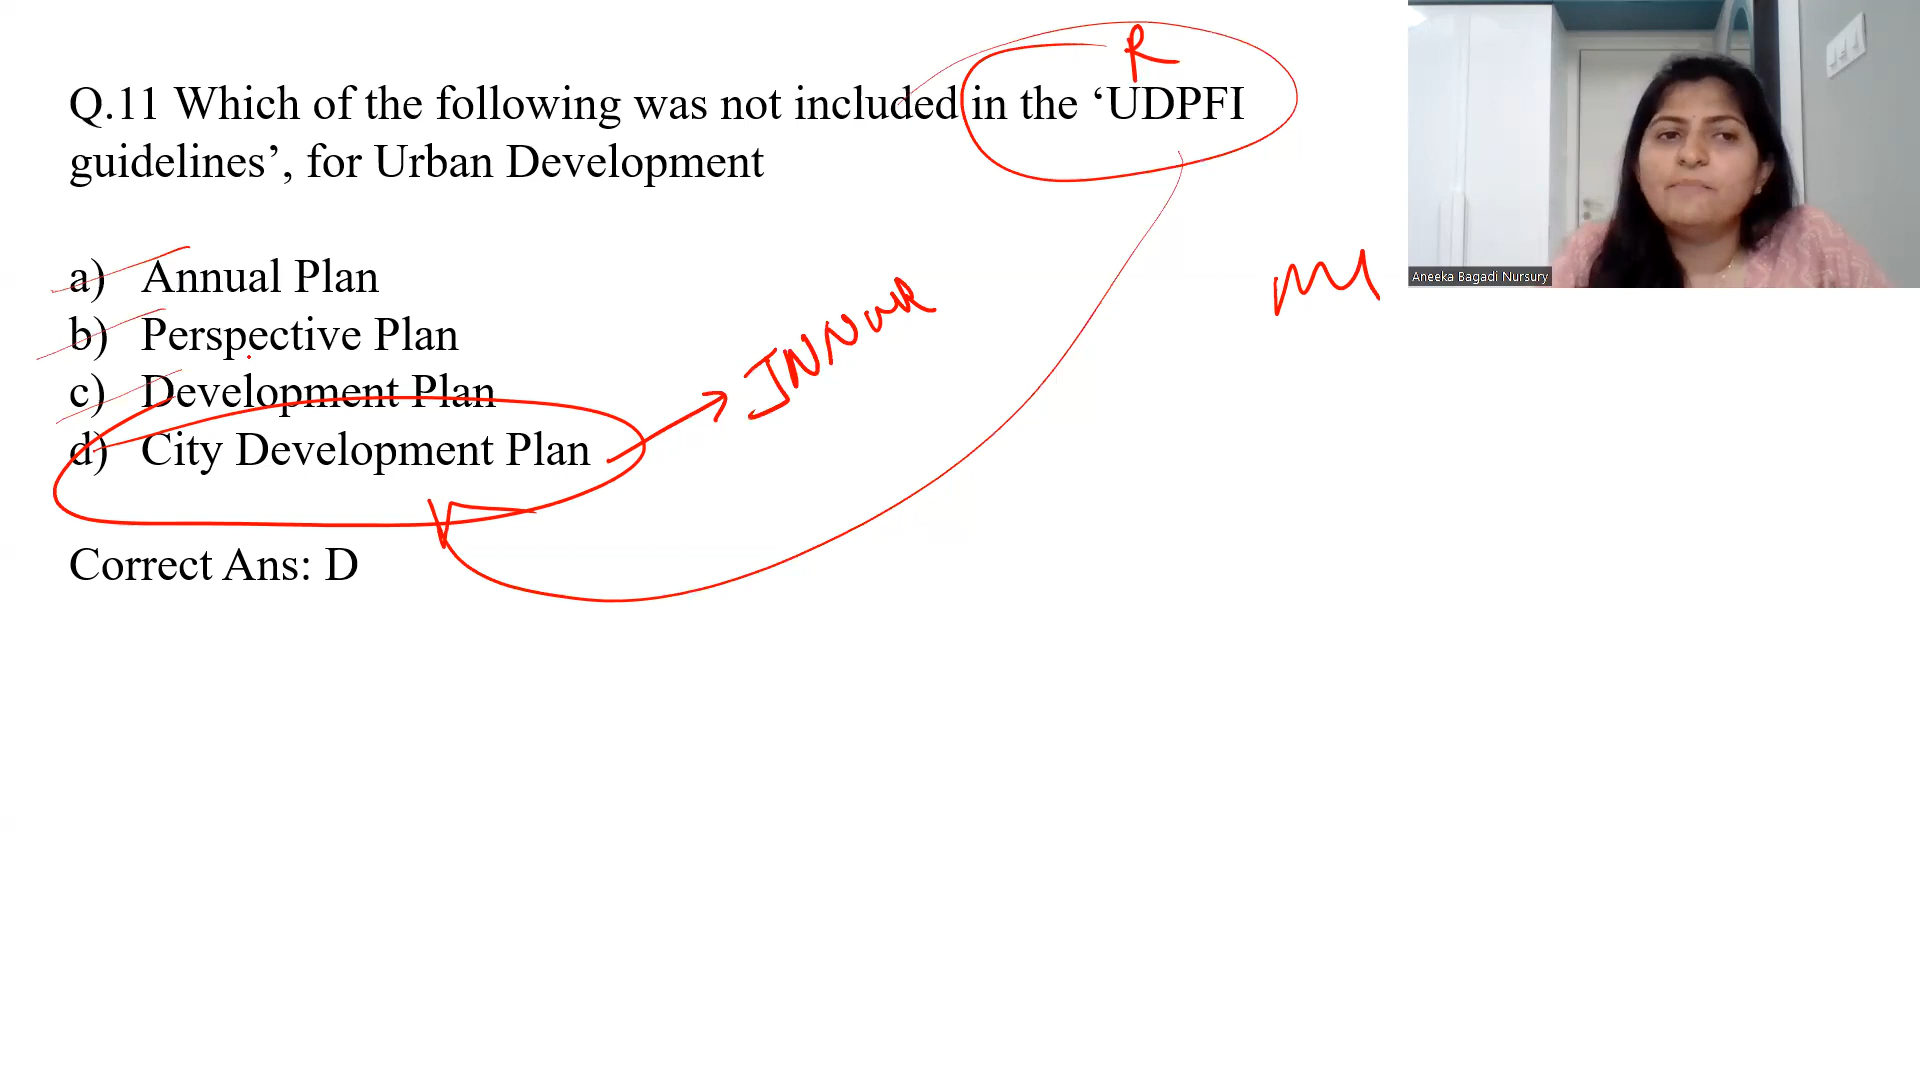 R
Q.11 Which of the following was not included in the ‘UDPFI
guidelines’, for Urban Development
a) Annual Plan
b) Perspective Plan
c) Development Plan
d) City Development Plan
JNNURM
Correct Ans: D
Aneeka Bagadi Nursury